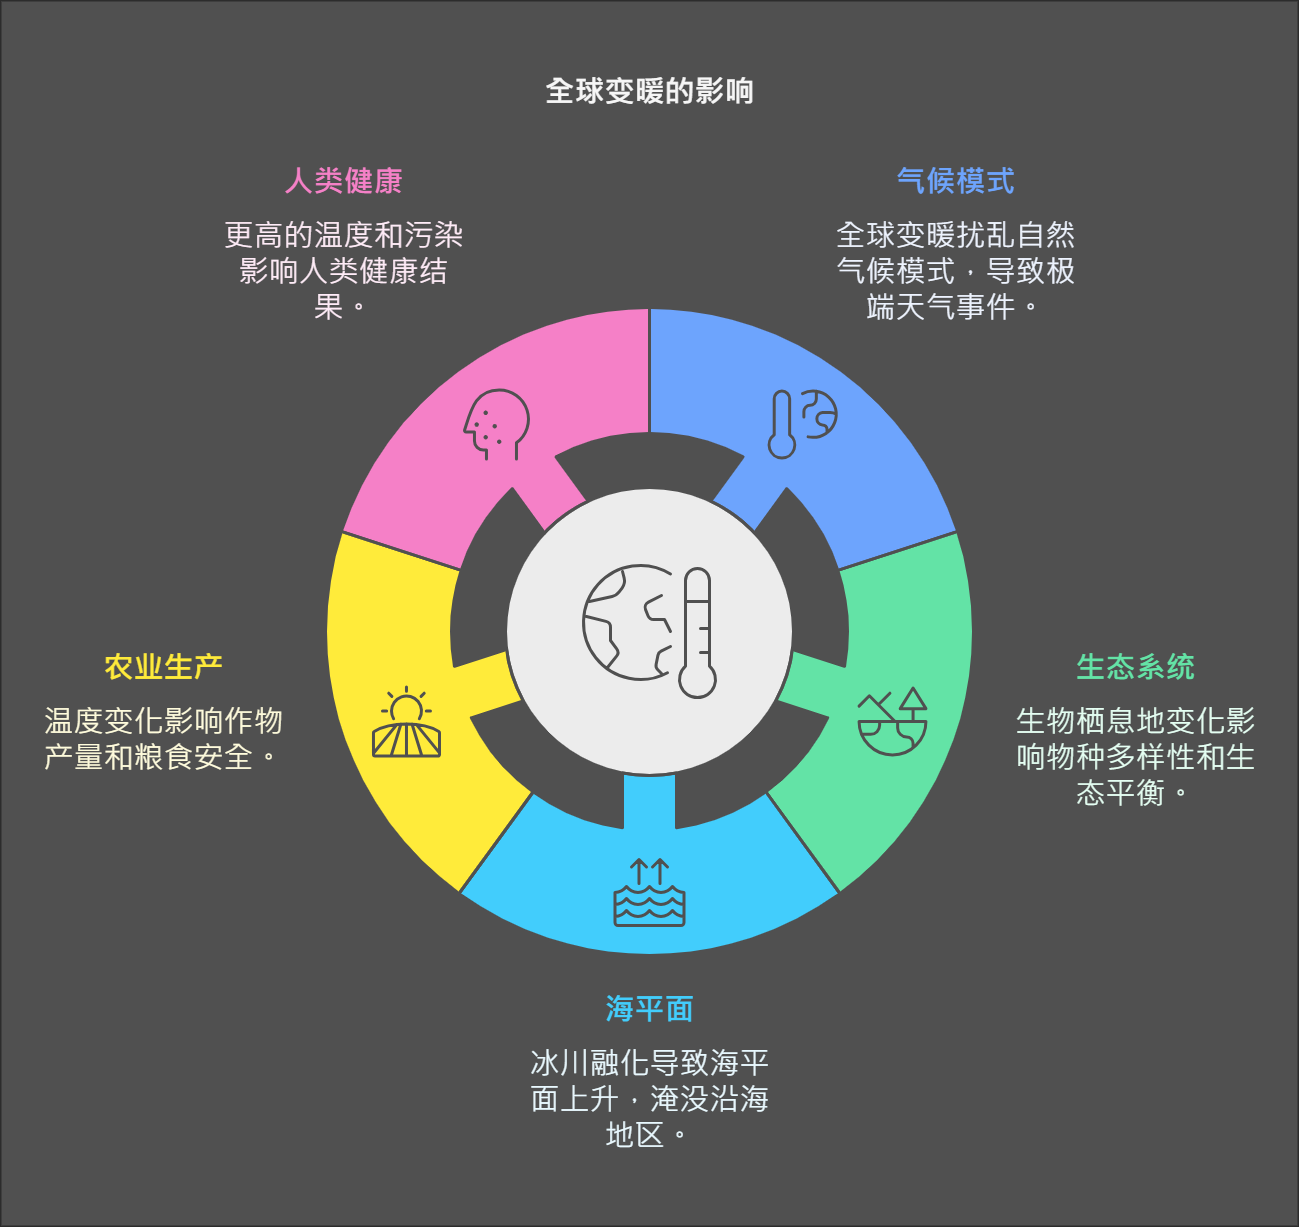 全球变暖的影响
人类健康
更高的温度和污染
影响人类健康结
果。
气候模式
全球变暖扰乱自然
气候模式，导致极
端天气事件。
农业生产
温度变化影响作物
产量和粮食安全。
生态系统
生物栖息地变化影
响物种多样性和生
态平衡。
海平面
冰川融化导致海平
面上升，淹没沿海
地区。